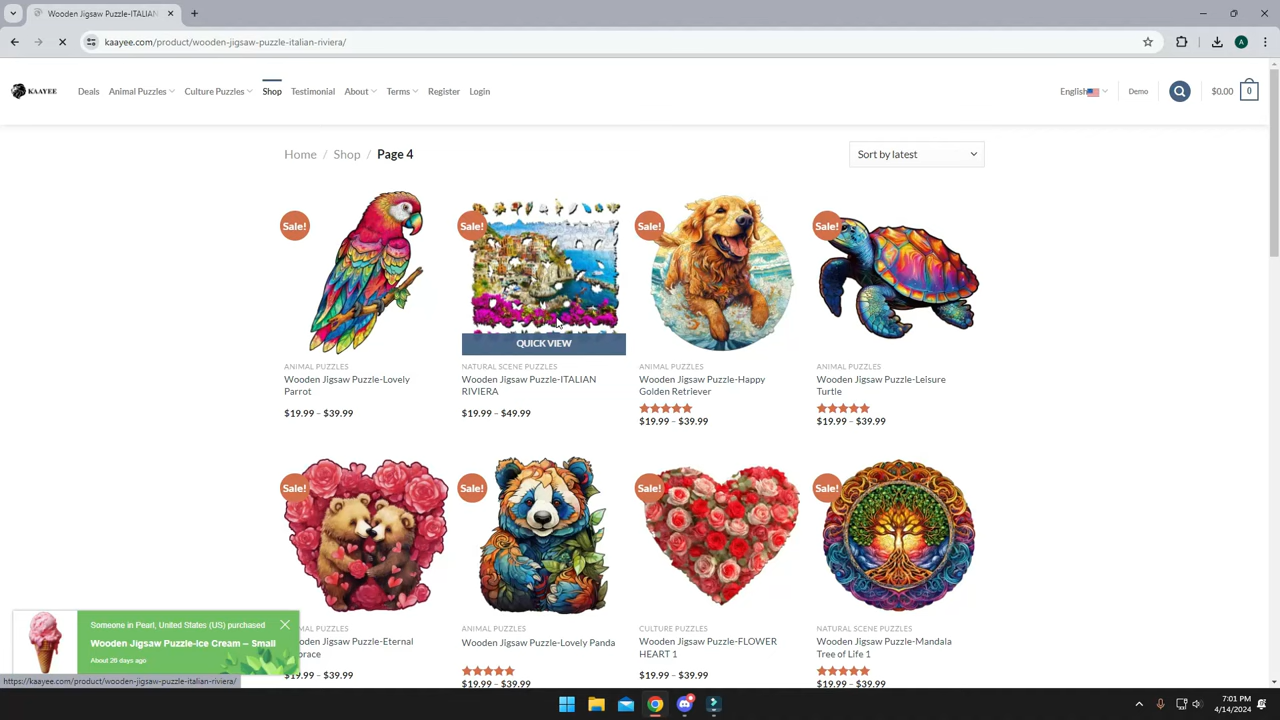 Wooden Jigsaw Puzzle-ITALIAN
kaayee.com/product/wooden-jigsaw-puzzle-italian-riviera/
A
KAAYEE
Deals
Animal Puzzles
Culture Puzzles
Shop
Testimonial
About
Terms
Register
Login
English
Demo
$0.00
0
Home / Shop / Page 4
Sort by latest
Sale!
Sale!
Sale!
Sale!
QUICK VIEW
ANIMAL PUZZLES
Wooden Jigsaw Puzzle-Lovely
Parrot
$19.99 – $39.99
NATURAL SCENE PUZZLES
Wooden Jigsaw Puzzle-ITALIAN
RIVIERA
$19.99 – $49.99
ANIMAL PUZZLES
Wooden Jigsaw Puzzle-Happy
Golden Retriever
$19.99 – $39.99
ANIMAL PUZZLES
Wooden Jigsaw Puzzle-Leisure
Turtle
$19.99 – $39.99
Sale!
Sale!
Sale!
Sale!
ANIMAL PUZZLES
Wooden Jigsaw Puzzle-Lovely Panda
$19.99 – $39.99
CULTURE PUZZLES
Wooden Jigsaw Puzzle-FLOWER
HEART 1
$19.99 – $39.99
NATURAL SCENE PUZZLES
Wooden Jigsaw Puzzle-Mandala
Tree of Life 1
$19.99 – $39.99
Puzzle-Eternal
$19.99 – $39.99
Someone in Pearl, United States (US) purchased
Wooden Jigsaw Puzzle-Ice Cream – Small
About 26 days ago
https://kaayee.com/product/wooden-jigsaw-puzzle-italian-riviera/
7:01 PM
4/14/2024